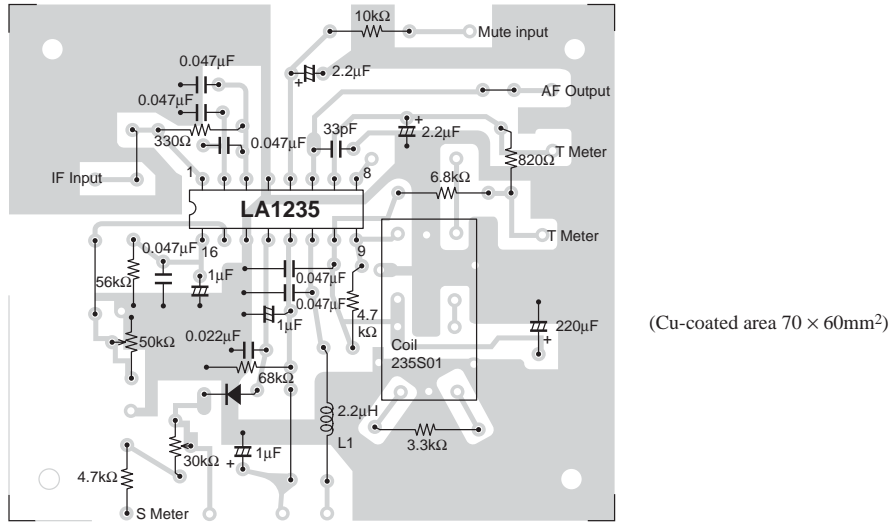 10kΩ
Mute input
0.047μF
2.2μF
+
0.047μF
AF Output
+
33pF
2.2μF
330Ω
0.047μF
820Ω
T Meter
IF Input
1
8
6.8kΩ
LA1235
T Meter
16
9
0.047μF
56kΩ
1μF
0.047μF
0.047μF
4.7
kΩ
1μF
220μF
+
50kΩ
0.022μF
Coil
235S01
68kΩ
(Cu-coated area 70 × 60mm²)
2.2μH
L1
3.3kΩ
30kΩ
1μF
+
4.7kΩ
S Meter